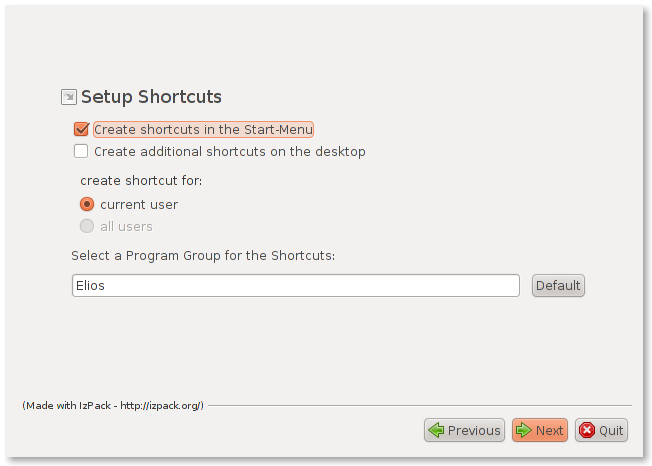 Setup Shortcuts
Create shortcuts in the Start-Menu
Create additional shortcuts on the desktop
create shortcut for:
current user
all users
Select a Program Group for the Shortcuts:
Elios Default
(Made with IzPack - http://izpack.org/)
Previous Next Quit